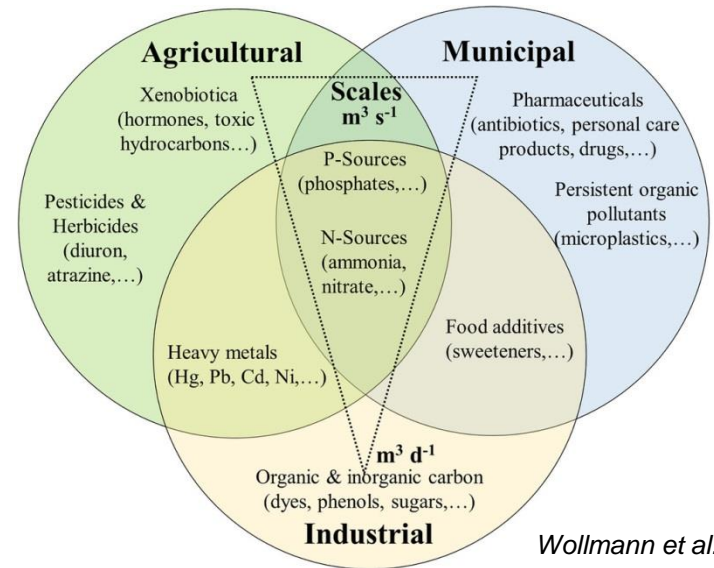 Agricultural
Municipal
Xenobiotica
(hormones, toxic
hydrocarbons…)
Scales
m³ s⁻¹
Pharmaceuticals
(antibiotics, personal care
products, drugs,…)
P-Sources
(phosphates,…)
Pesticides &
Herbicides
(diuron,
atrazine,…)
Persistent organic
pollutants
(microplastics,…)
N-Sources
(ammonia,
nitrate,…)
Heavy metals
(Hg, Pb, Cd, Ni,…)
Food additives
(sweeteners,…)
m³ d⁻¹
Organic & inorganic carbon
(dyes, phenols, sugars,…)
Industrial
Wollmann et al.